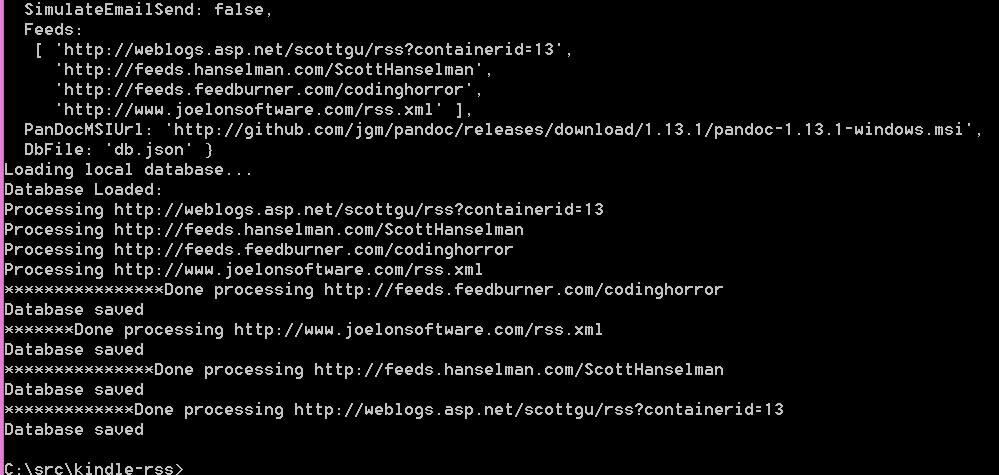 SimulateEmailSend: false,
Feeds:
[ 'http://weblogs.asp.net/scottgu/rss?containerid=13',
'http://feeds.hanselman.com/ScottHanselman',
'http://feeds.feedburner.com/codinghorror',
'http://www.joelonsoftware.com/rss.xml' ],
PanDocMSIUrl: 'http://github.com/jgm/pandoc/releases/download/1.13.1/pandoc-1.13.1-windows.msi',
DbFile: 'db.json' }
Loading local database...
Database Loaded:
Processing http://weblogs.asp.net/scottgu/rss?containerid=13
Processing http://feeds.hanselman.com/ScottHanselman
Processing http://feeds.feedburner.com/codinghorror
Processing http://www.joelonsoftware.com/rss.xml
****************Done processing http://feeds.feedburner.com/codinghorror
Database saved
*******Done processing http://www.joelonsoftware.com/rss.xml
Database saved
***************Done processing http://feeds.hanselman.com/ScottHanselman
Database saved
*************Done processing http://weblogs.asp.net/scottgu/rss?containerid=13
Database saved
C:\src\kindle-rss>